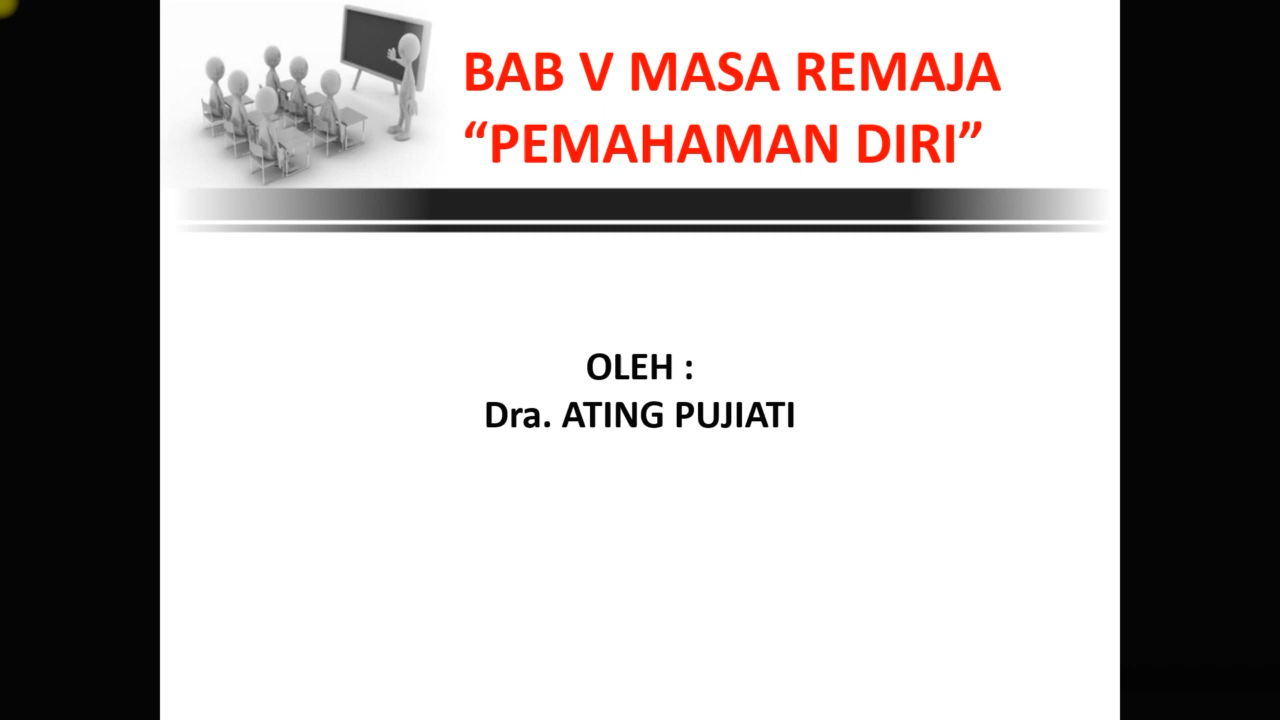 BAB V MASA REMAJA
“PEMAHAMAN DIRI”
OLEH :
Dra. ATING PUJIATI